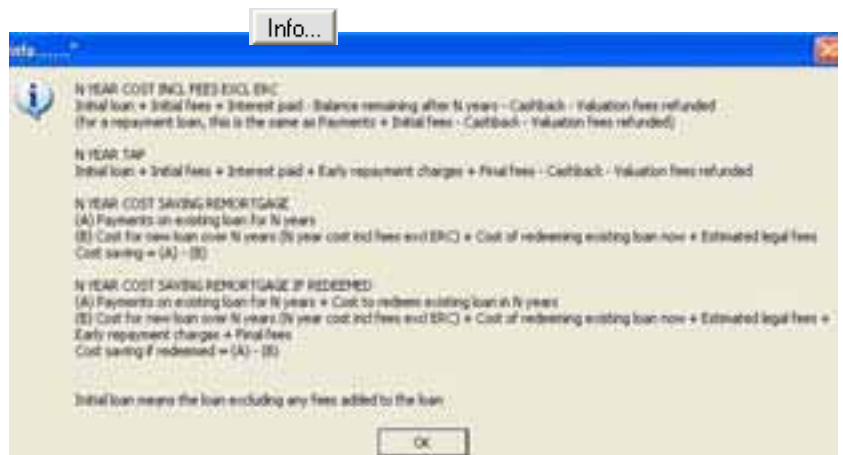 Info...
Info......."
N YEAR COST INCL FEES EXCL ERC
Initial loan + Initial fees + Interest paid - Balance remaining after N years - Cashback - Valuation fees refunded
(for a repayment loan, this is the same as Payments + Initial fees - Cashback - Valuation fees refunded)
N YEAR TAP
Initial loan + Initial fees + Interest paid + Early repayment charges + Final fees - Cashback - Valuation fees refunded
N YEAR COST SAVING REMORTGAGE
(A) Payments on existing loan for N years
(B) Cost for new loan over N years (N year cost incl fees excl ERC) + Cost of redeeming existing loan now + Estimated legal fees
Cost saving = (A) - (B)
N YEAR COST SAVING REMORTGAGE IF REDEEMED
(A) Payments on existing loan for N years + Cost to redeem existing loan in N years
(B) Cost for new loan over N years (N year cost incl fees excl ERC) + Cost of redeeming existing loan now + Estimated legal fees +
Early repayment charges + Final fees
Cost saving if redeemed = (A) - (B)
Initial loan means the loan excluding any fees added to the loan
OK